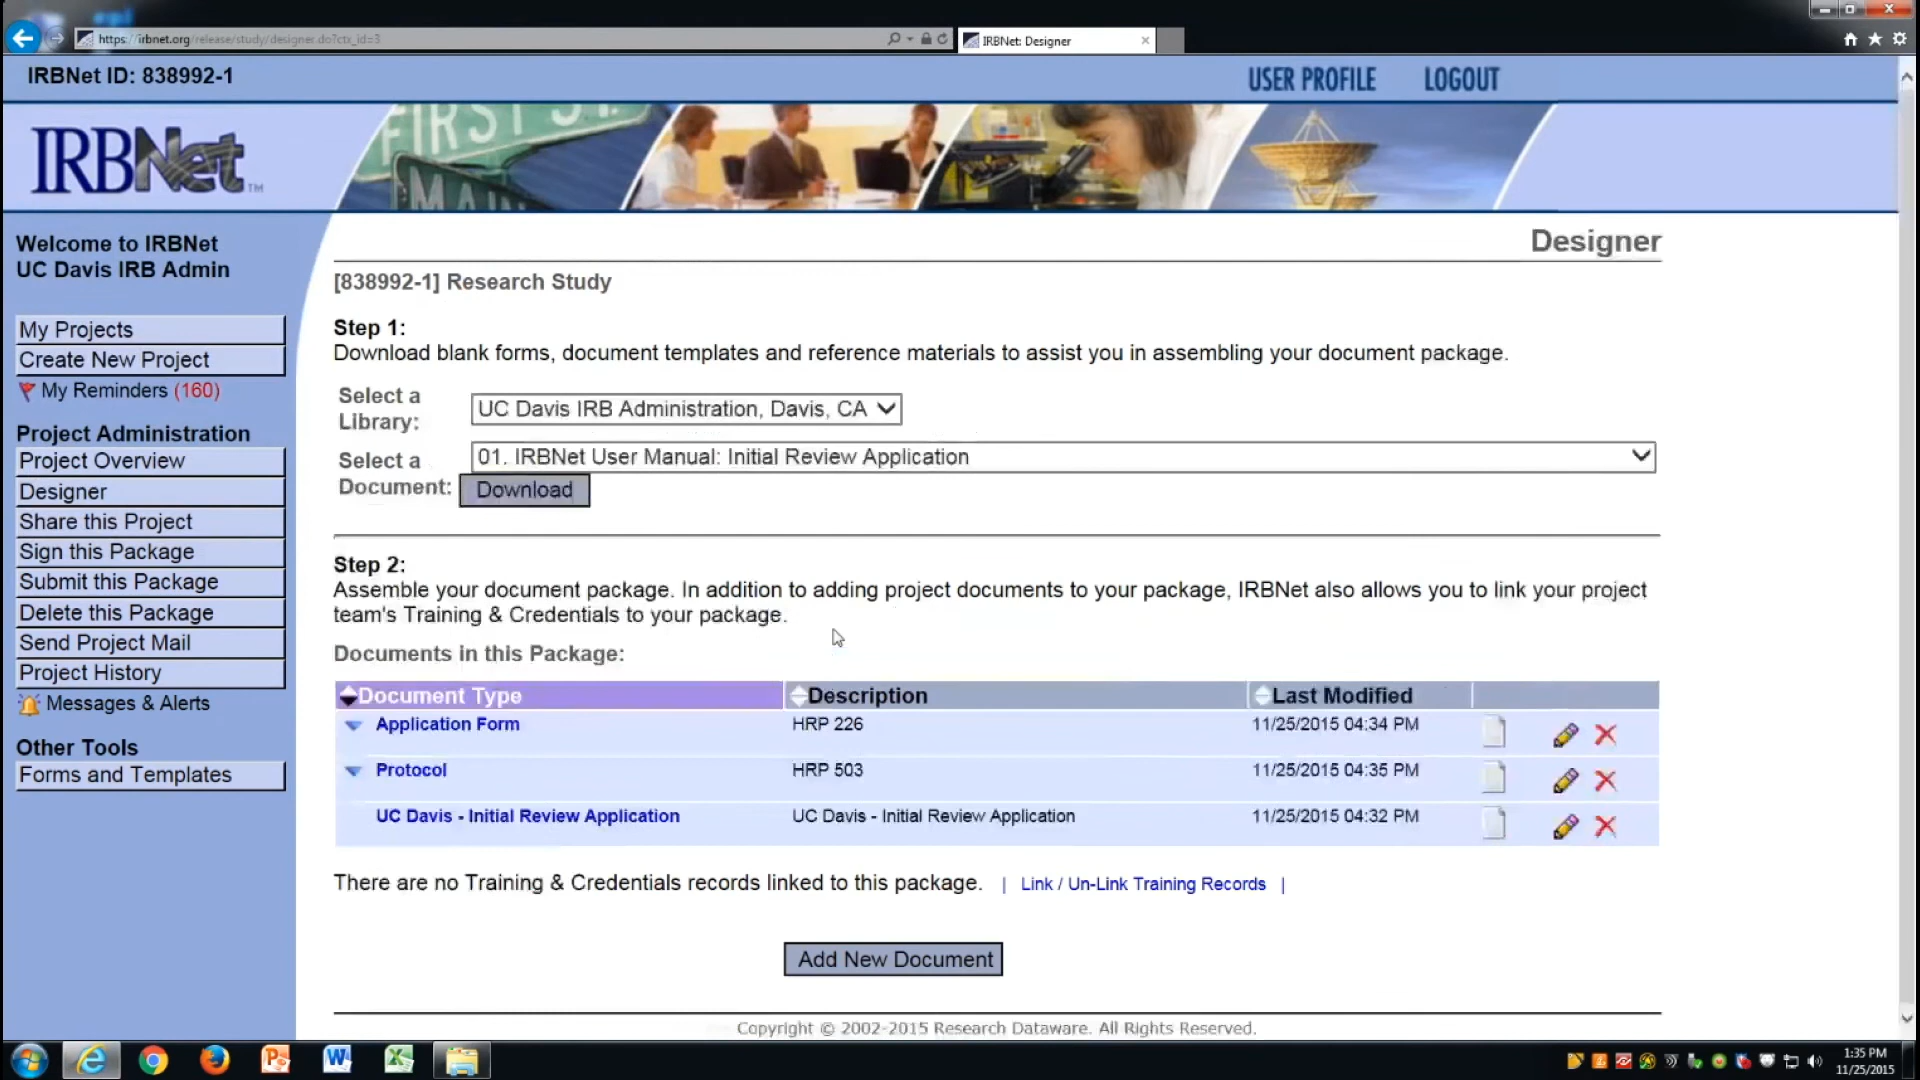 https://irbnet.org/release/study/designer.do?ctx_id=3
IRBNet: Designer
IRBNet ID: 838992-1
USER PROFILE
LOGOUT
FIRST ST.
MAIN
IRBNet™
Welcome to IRBNet
UC Davis IRB Admin
My Projects
Create New Project
My Reminders (160)
Project Administration
Project Overview
Designer
Share this Project
Sign this Package
Submit this Package
Delete this Package
Send Project Mail
Project History
Messages & Alerts
Other Tools
Forms and Templates
Designer
[838992-1] Research Study
Step 1:
Download blank forms, document templates and reference materials to assist you in assembling your document package.
Select a
Library:
UC Davis IRB Administration, Davis, CA
Select a
Document:
01. IRBNet User Manual: Initial Review Application
Download
Step 2:
Assemble your document package. In addition to adding project documents to your package, IRBNet also allows you to link your project
team's Training & Credentials to your package.
Documents in this Package:
Document Type Description Last Modified
Application Form HRP 226 11/25/2015 04:34 PM
Protocol HRP 503 11/25/2015 04:35 PM
UC Davis - Initial Review Application UC Davis - Initial Review Application 11/25/2015 04:32 PM
There are no Training & Credentials records linked to this package. | Link / Un-Link Training Records |
Add New Document
Copyright © 2002-2015 Research Dataware. All Rights Reserved.
1:35 PM
11/25/2015